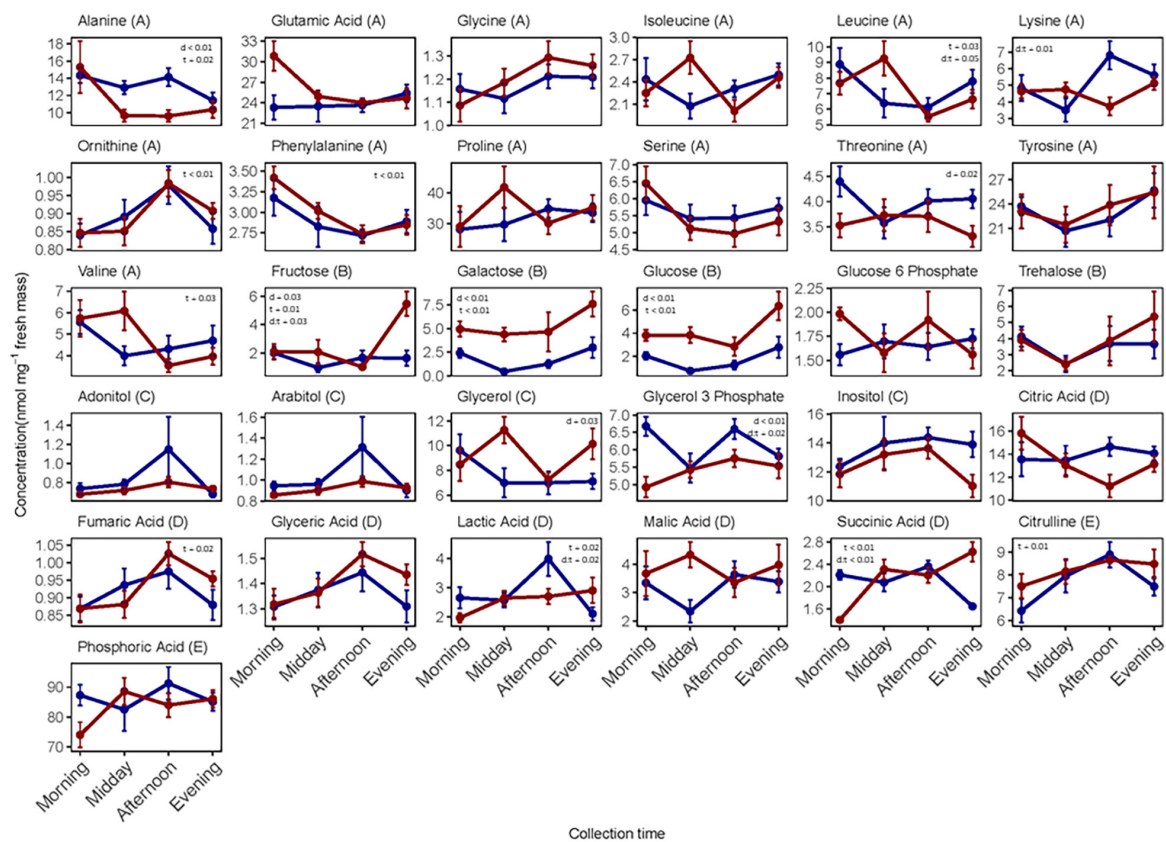 Alanine (A)
Glutamic Acid (A)
Glycine (A)
Isoleucine (A)
Leucine (A)
Lysine (A)
18
16
14
12
10
d < 0.01
t = 0.02
33
30
27
24
21
1.3
1.2
1.1
1.0
3.0
2.7
2.4
2.1
10
9
8
7
6
5
t = 0.03
d:t = 0.05
8
7
6
5
4
3
d:t = 0.01
Ornithine (A)
Phenylalanine (A)
Proline (A)
Serine (A)
Threonine (A)
Tyrosine (A)
1.00
0.95
0.90
0.85
0.80
t < 0.01
3.50
3.25
3.00
2.75
t < 0.01
40
30
7.0
6.5
6.0
5.5
5.0
4.5
4.5
4.0
3.5
d = 0.02
27
24
21
Valine (A)
Fructose (B)
Galactose (B)
Glucose (B)
Glucose 6 Phosphate
Trehalose (B)
7
6
5
4
t = 0.03
6
4
2
d = 0.03
t = 0.01
d:t = 0.03
7.5
5.0
2.5
0.0
d < 0.01
t < 0.01
6
4
2
d < 0.01
t < 0.01
2.25
2.00
1.75
1.50
7
6
5
4
3
2
Adonitol (C)
Arabitol (C)
Glycerol (C)
Glycerol 3 Phosphate
Inositol (C)
Citric Acid (D)
1.4
1.2
1.0
0.8
1.6
1.4
1.2
1.0
0.8
12
10
8
6
d = 0.03
7.0
6.5
6.0
5.5
5.0
d < 0.01
d:t = 0.02
16
14
12
10
16
14
12
10
Fumaric Acid (D)
Glyceric Acid (D)
Lactic Acid (D)
Malic Acid (D)
Succinic Acid (D)
Citrulline (E)
1.05
1.00
0.95
0.90
0.85
t = 0.02
1.5
1.4
1.3
4
3
2
t = 0.02
d:t = 0.02
5
4
3
2
2.8
2.4
2.0
1.6
t < 0.01
d:t < 0.01
9
8
7
6
t = 0.01
Morning
Midday
Afternoon
Evening
Morning
Midday
Afternoon
Evening
Morning
Midday
Afternoon
Evening
Morning
Midday
Afternoon
Evening
Morning
Midday
Afternoon
Evening
Phosphoric Acid (E)
90
80
70
Morning
Midday
Afternoon
Evening
Concentration(nmol mg⁻¹ fresh mass)
Collection time